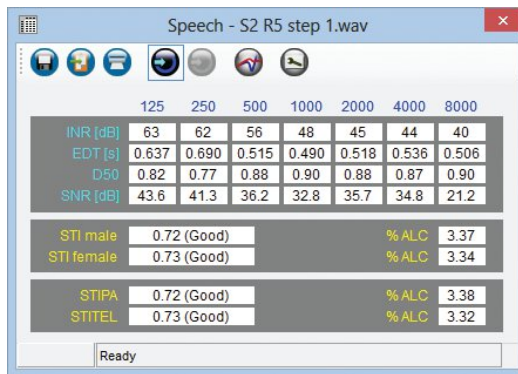 Speech - S2 R5 step 1.wav
125 250 500 1000 2000 4000 8000
INR [dB] 63 62 56 48 45 44 40
EDT [s] 0.637 0.690 0.515 0.490 0.518 0.536 0.506
D50 0.82 0.77 0.88 0.90 0.88 0.87 0.90
SNR [dB] 43.6 41.3 36.2 32.8 35.7 34.8 21.2
STI male 0.72 (Good) % ALC 3.37
STI female 0.73 (Good) % ALC 3.34
STIPA 0.72 (Good) % ALC 3.38
STITEL 0.73 (Good) % ALC 3.32
Ready